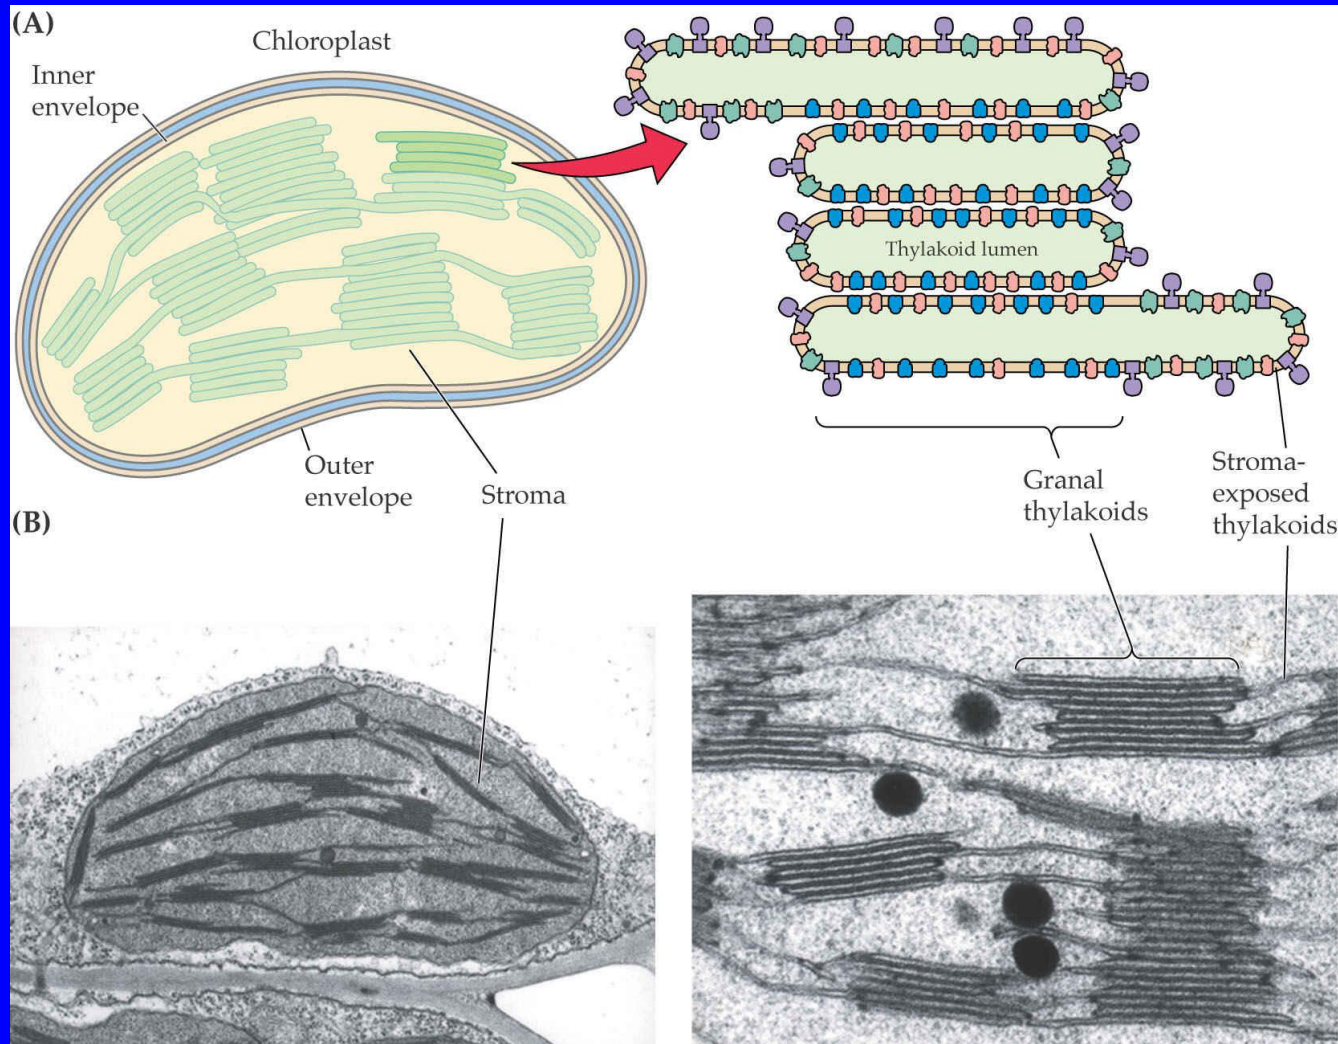 (A)
Chloroplast
Inner
envelope
Thylakoid lumen
Outer
envelope
Stroma
Granal
thylakoids
Stroma-
exposed
thylakoids
(B)